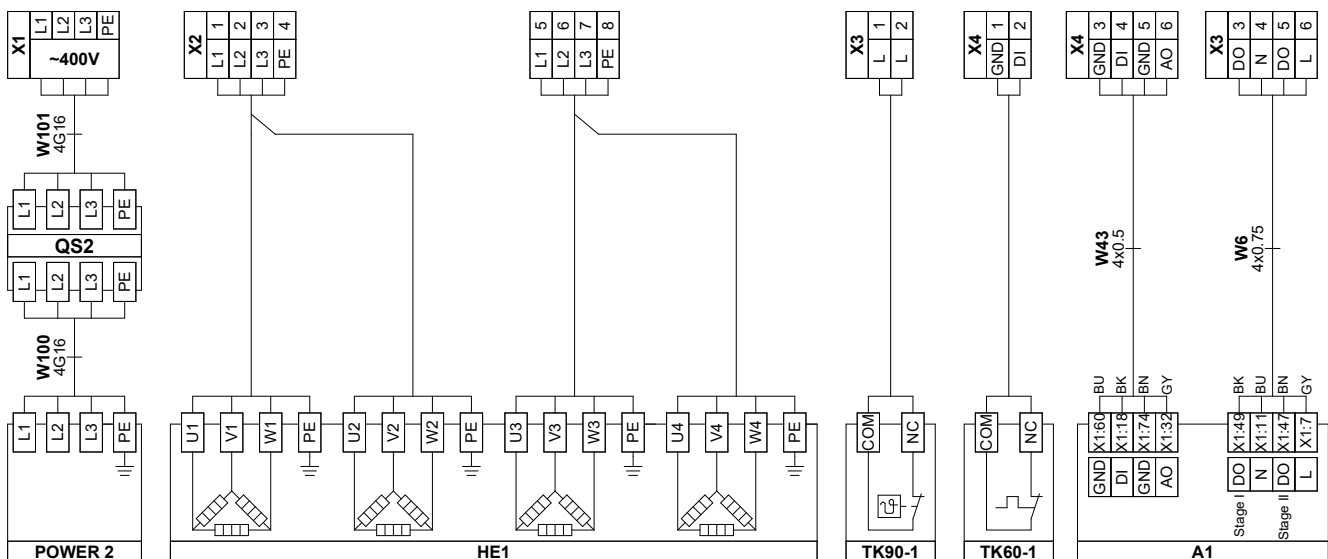 X1 L1 L2 L3 PE
~400V
X2 1 2 3 4
L1 L2 L3 PE
5 6 7 8
L1 L2 L3 PE
X3 1 2
L L
X4 1 2
GND DI
X4 3 4 5 6
GND DI GND AO
X3 3 4 5 6
DO N DO L
W101
4G16
L1 L2 L3 PE
QS2
L1 L2 L3 PE
W100
4G16
W43
4x0.5
W6
4x0.75
BU BK BN GY
BK BU BN GY
L1 L2 L3 PE
U1 V1 W1 PE
U2 V2 W2 PE
U3 V3 W3 PE
U4 V4 W4 PE
COM NC
COM NC
X1:60 X1:18 X1:74 X1:32
GND DI GND AO
X1:49 X1:11 X1:47 X1:7
DO N DO L
Stage I
Stage II
POWER 2
HE1
TK90-1
TK60-1
A1